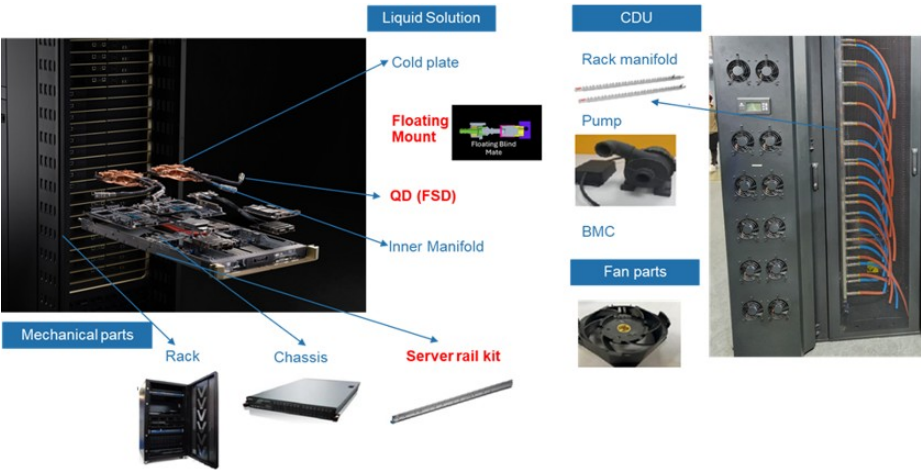 Liquid Solution
CDU
Cold plate
Rack manifold
Floating
Mount
Floating Blind
Mate
Pump
QD (FSD)
BMC
Inner Manifold
Fan parts
Mechanical parts
Rack
Chassis
Server rail kit